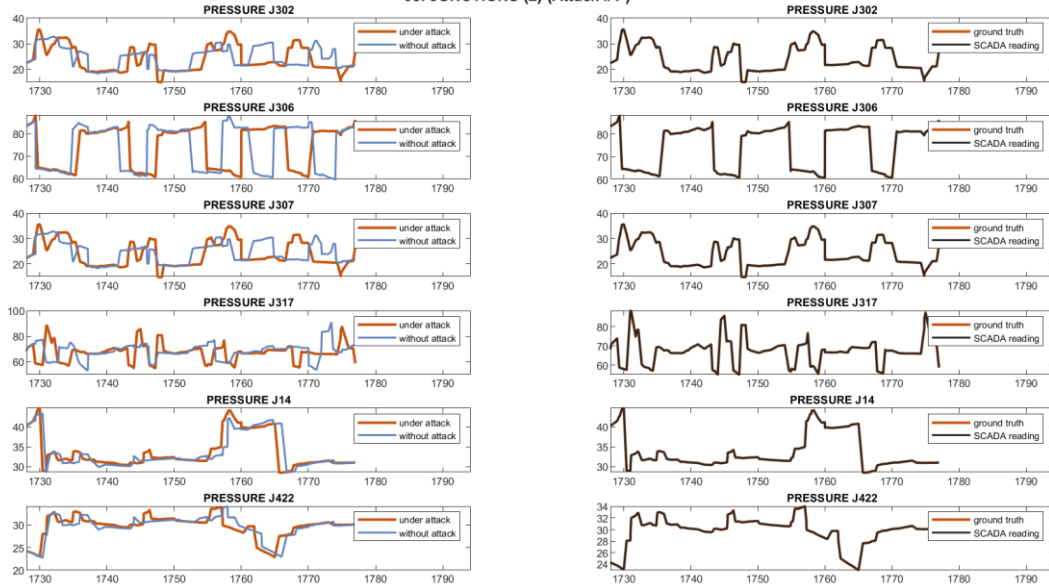 JUNCTIONS (2) (Attack
PRESSURE J302
40
30
20
under attack
without attack
1730 1740 1750 1760 1770 1780 1790
PRESSURE J302
40
30
20
ground truth
SCADA reading
1730 1740 1750 1760 1770 1780 1790
PRESSURE J306
80
60
under attack
without attack
1730 1740 1750 1760 1770 1780 1790
PRESSURE J306
80
60
ground truth
SCADA reading
1730 1740 1750 1760 1770 1780 1790
PRESSURE J307
40
30
20
under attack
without attack
1730 1740 1750 1760 1770 1780 1790
PRESSURE J307
40
30
20
ground truth
SCADA reading
1730 1740 1750 1760 1770 1780 1790
PRESSURE J317
100
80
60
under attack
without attack
1730 1740 1750 1760 1770 1780 1790
PRESSURE J317
80
70
60
ground truth
SCADA reading
1730 1740 1750 1760 1770 1780 1790
PRESSURE J14
40
35
30
under attack
without attack
1730 1740 1750 1760 1770 1780 1790
PRESSURE J14
40
35
30
ground truth
SCADA reading
1730 1740 1750 1760 1770 1780 1790
PRESSURE J422
30
25
20
under attack
without attack
1730 1740 1750 1760 1770 1780 1790
PRESSURE J422
34
32
30
28
26
24
ground truth
SCADA reading
1730 1740 1750 1760 1770 1780 1790